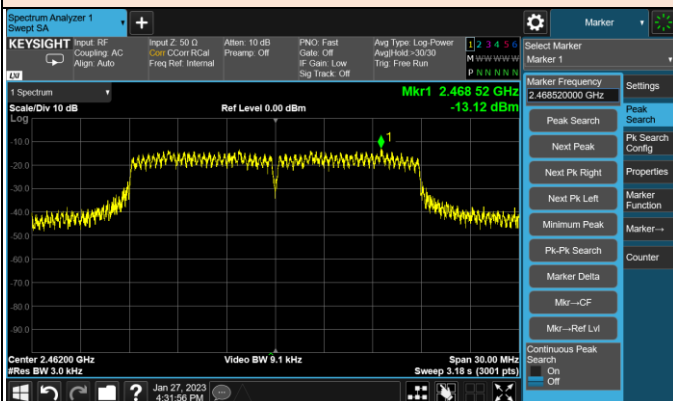 Spectrum Analyzer 1
Swept SA
Marker
KEYSIGHT
Input: RF
Coupling: AC
Align: Auto
Input Z: 50 Ω
Corr CCorr RCal
Freq Ref: Internal
Atten: 10 dB
Preamp: Off
PNO: Fast
Gate: Off
IF Gain: Low
Sig Track: Off
Avg Type: Log-Power
Avg|Hold:>30/30
Trig: Free Run
1 2 3 4 5 6
M W W W W W
P N N N N N
LXI
Select Marker
Marker 1
1 Spectrum
Scale/Div 10 dB
Log
Ref Level 0.00 dBm
Mkr1 2.468 52 GHz
-13.12 dBm
1
-10.0
-20.0
-30.0
-40.0
-50.0
-60.0
-70.0
-80.0
-90.0
Center 2.46200 GHz
#Res BW 3.0 kHz
Video BW 9.1 kHz
Span 30.00 MHz
Sweep 3.18 s (3001 pts)
Marker Frequency
2.468520000 GHz
Peak Search
Next Peak
Next Pk Right
Next Pk Left
Minimum Peak
Pk-Pk Search
Marker Delta
Mkr→CF
Mkr→Ref Lvl
Continuous Peak
Search
On
Off
Settings
Peak
Search
Pk Search
Config
Properties
Marker
Function
Marker→
Counter
Jan 27, 2023
4:31:56 PM